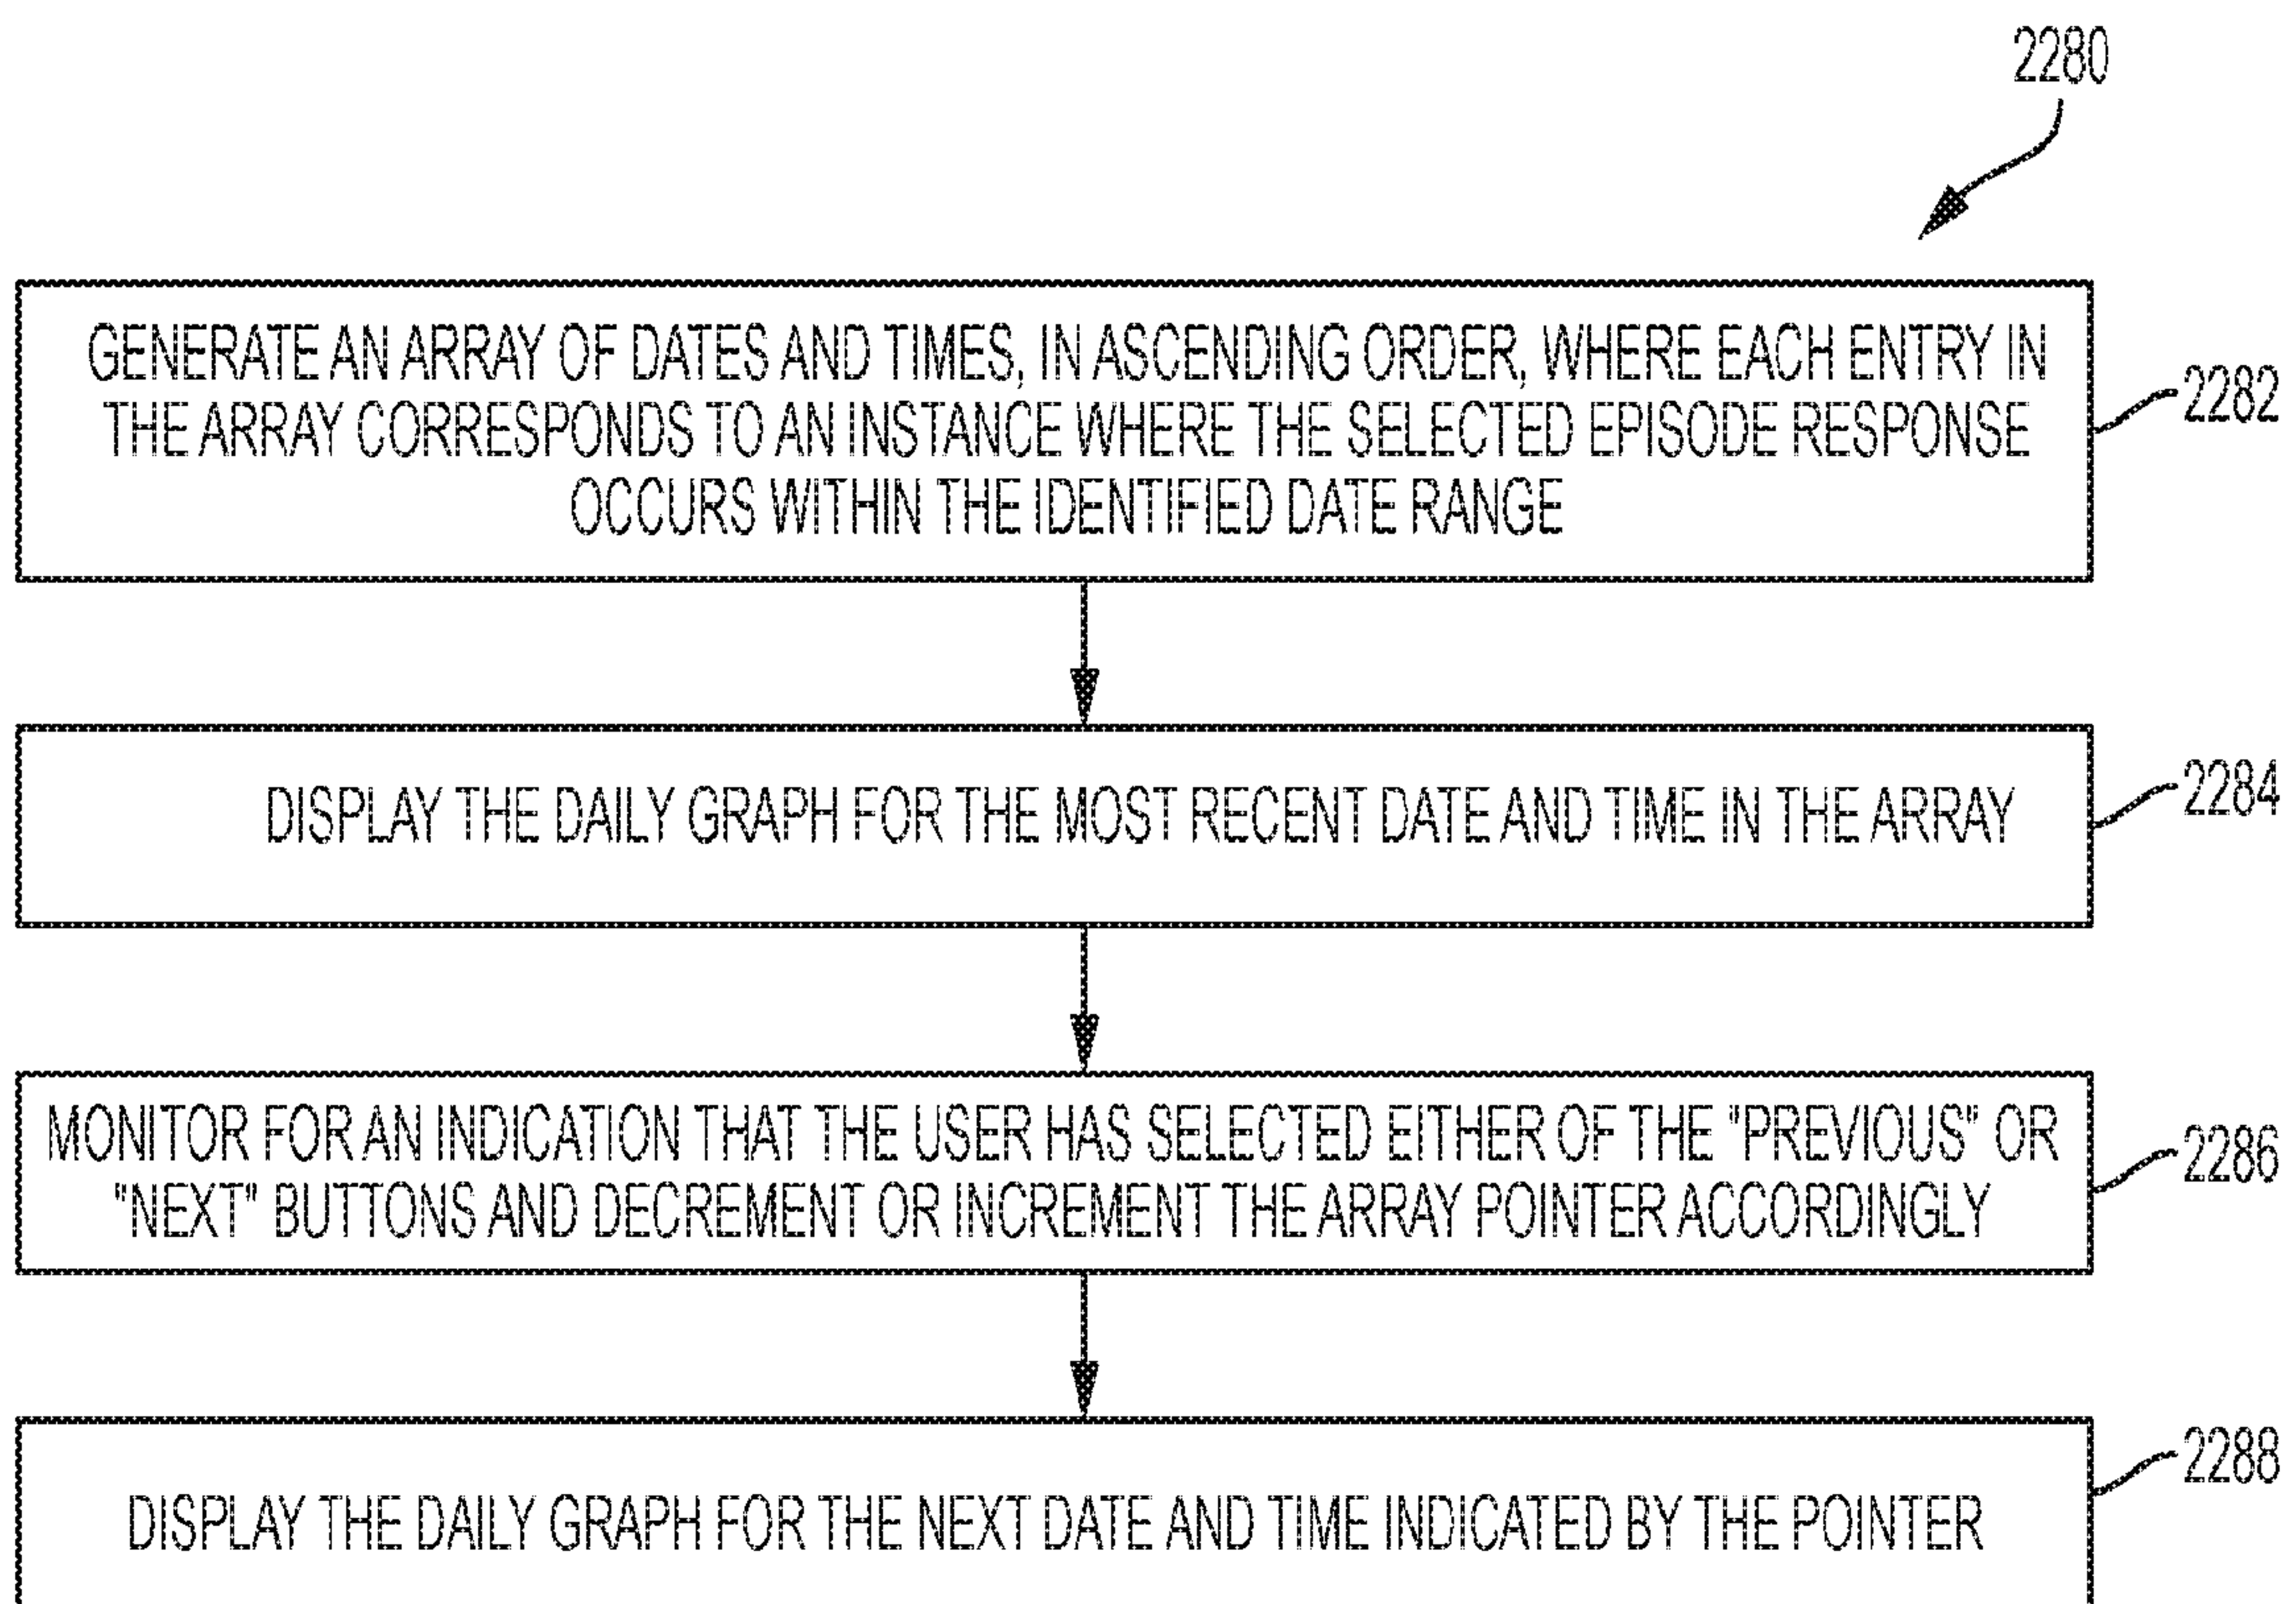 2280
GENERATE AN ARRAY OF DATES AND TIMES, IN ASCENDING ORDER, WHERE EACH ENTRY IN
THE ARRAY CORRESPONDS TO AN INSTANCE WHERE THE SELECTED EPISODE RESPONSE
OCCURS WITHIN THE IDENTIFIED DATE RANGE
2282
DISPLAY THE DAILY GRAPH FOR THE MOST RECENT DATE AND TIME IN THE ARRAY
2284
MONITOR FOR AN INDICATION THAT THE USER HAS SELECTED EITHER OF THE "PREVIOUS" OR
"NEXT" BUTTONS AND DECREMENT OR INCREMENT THE ARRAY POINTER ACCORDINGLY
2286
DISPLAY THE DAILY GRAPH FOR THE NEXT DATE AND TIME INDICATED BY THE POINTER
2288